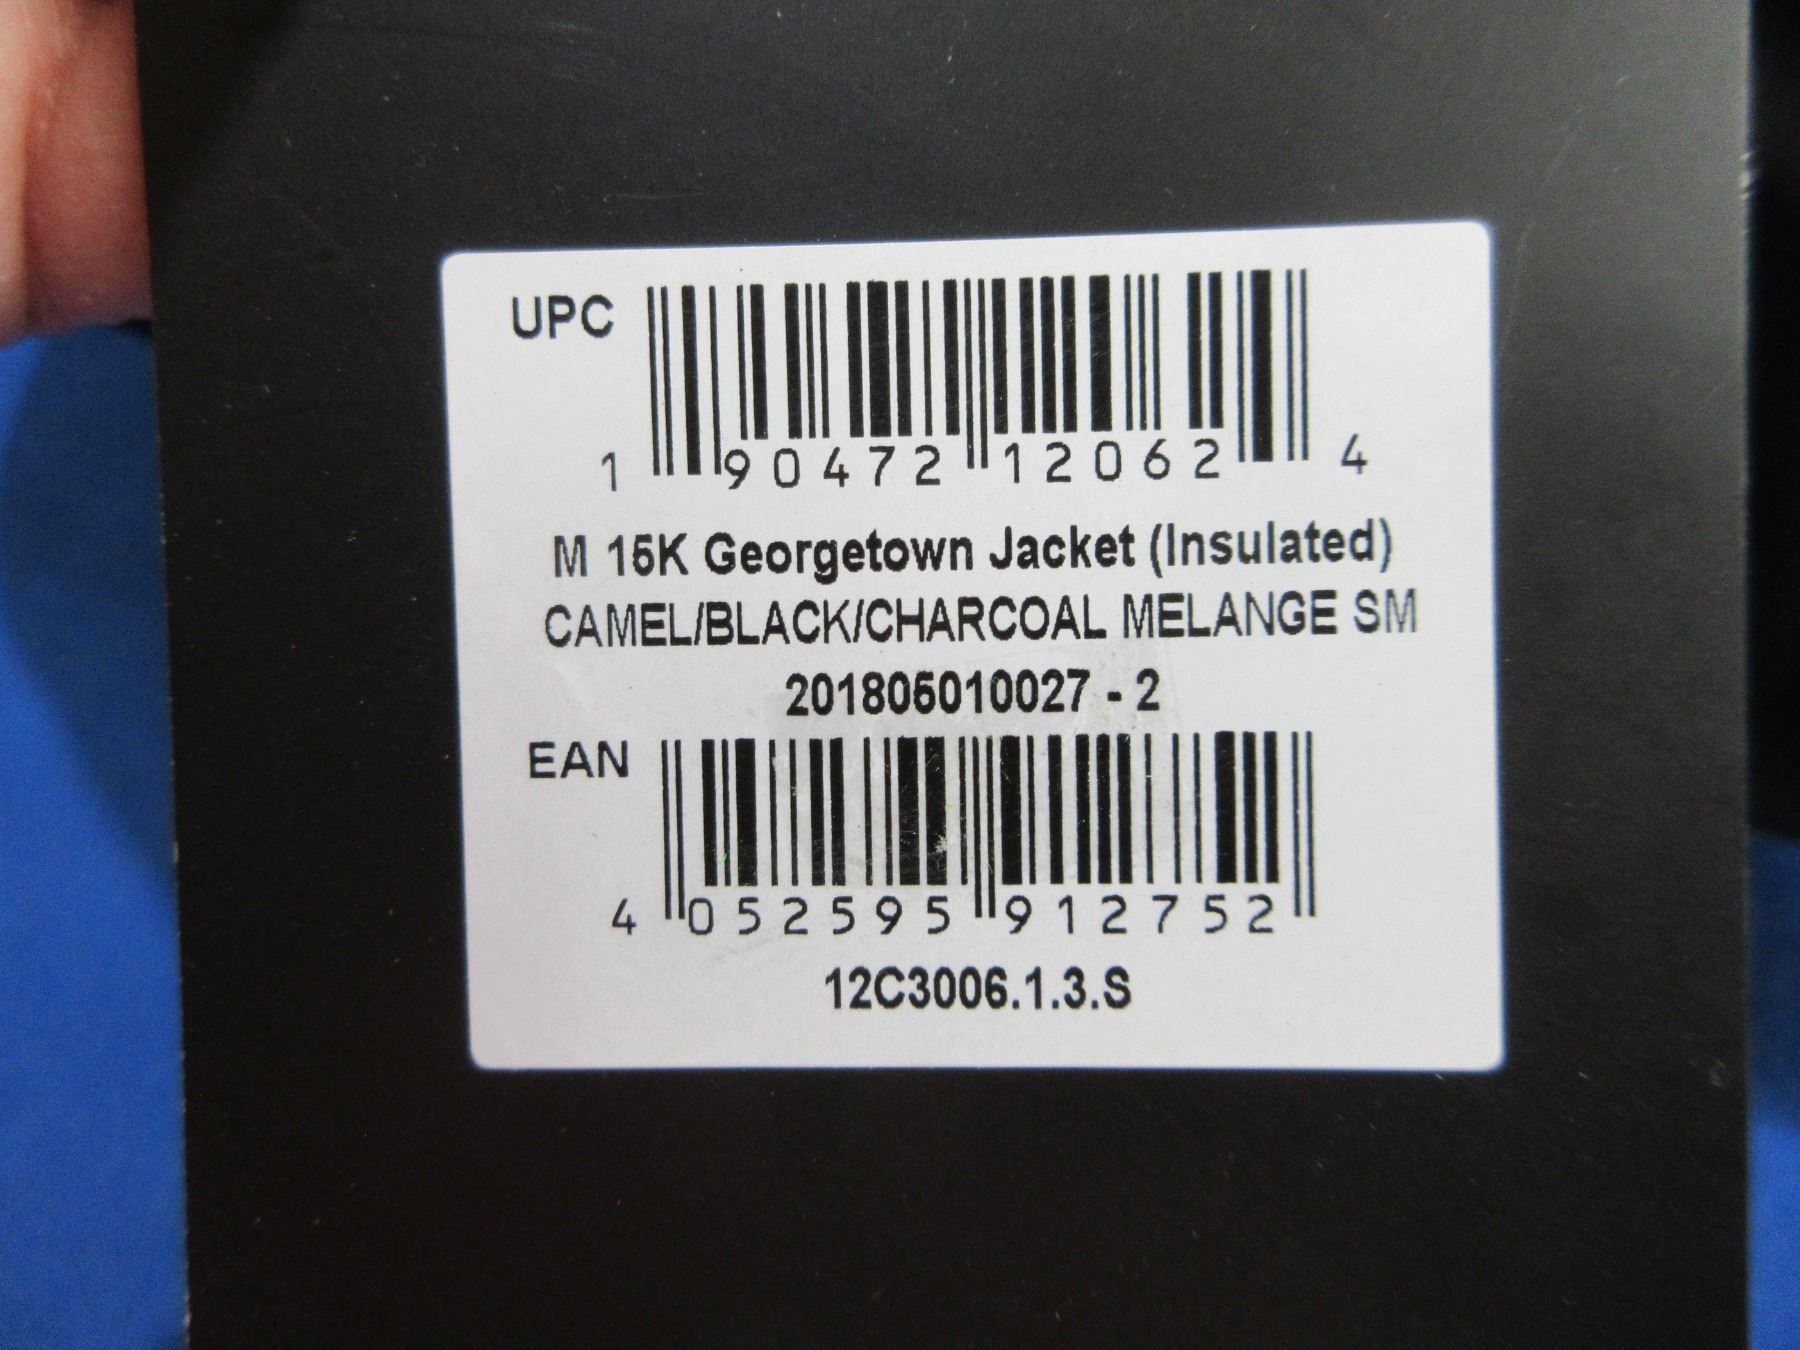 UPC
1 90472 12062 4
M 15K Georgetown Jacket (Insulated)
CAMEL/BLACK/CHARCOAL MELANGE SM
201805010027 - 2
EAN
4 052595 912752
12C3006.1.3.S